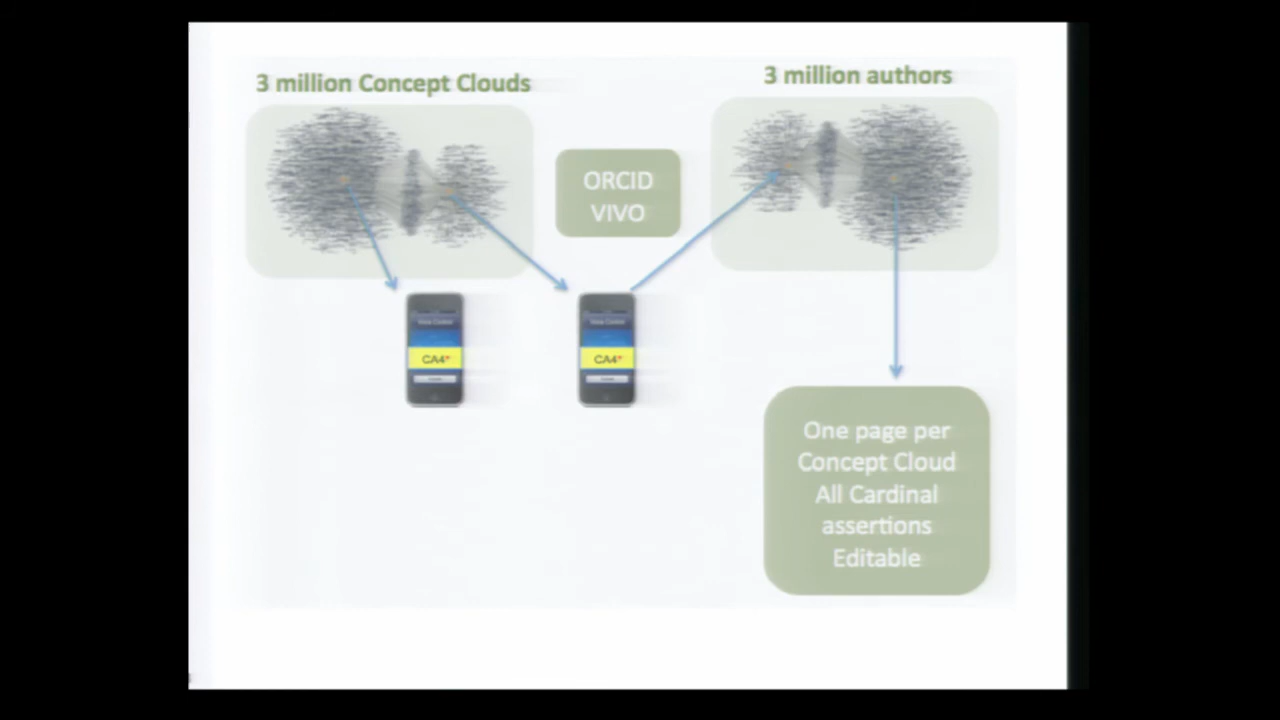 3 million Concept Clouds
3 million authors
ORCID
VIVO
CA4+
CA4+
One page per
Concept Cloud
All Cardinal
assertions
Editable